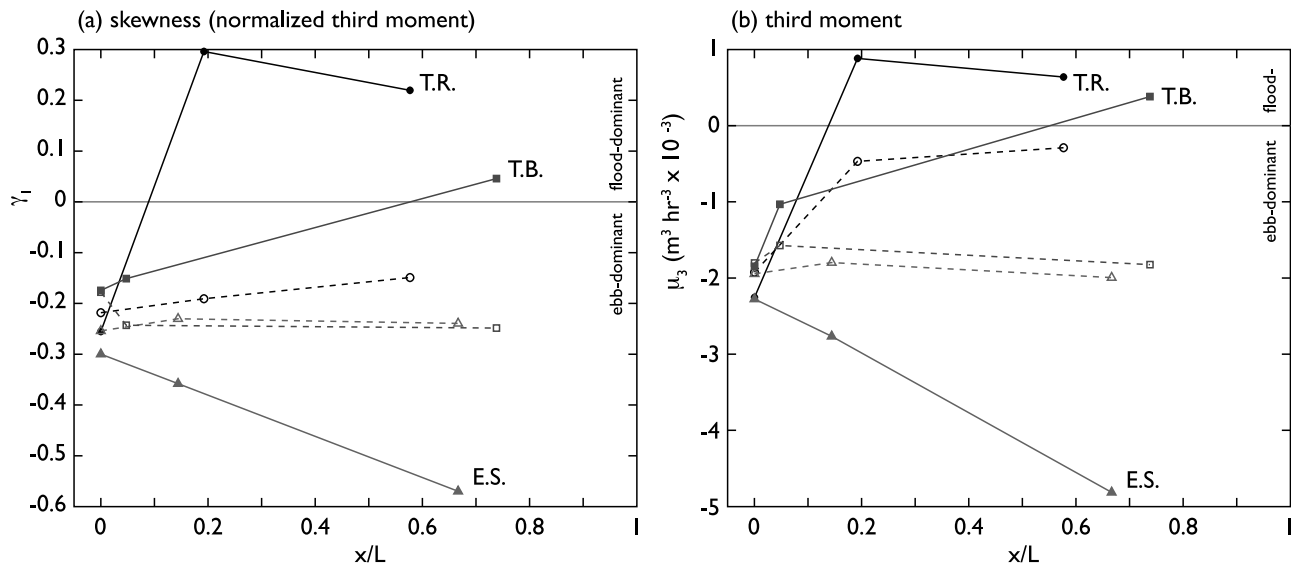 (a) skewness (normalized third moment)
0.3
0.2
0.1
0
-0.1
-0.2
-0.3
-0.4
-0.5
-0.6
γ1
T.R.
T.B.
E.S.
flood-dominant
ebb-dominant
0
0.2
0.4
0.6
0.8
1
x/L
(b) third moment
1
0
-1
-2
-3
-4
-5
μ3 (m³ hr⁻³ x 10 ⁻³)
T.R.
T.B.
E.S.
flood-
ebb-dominant
0
0.2
0.4
0.6
0.8
1
x/L